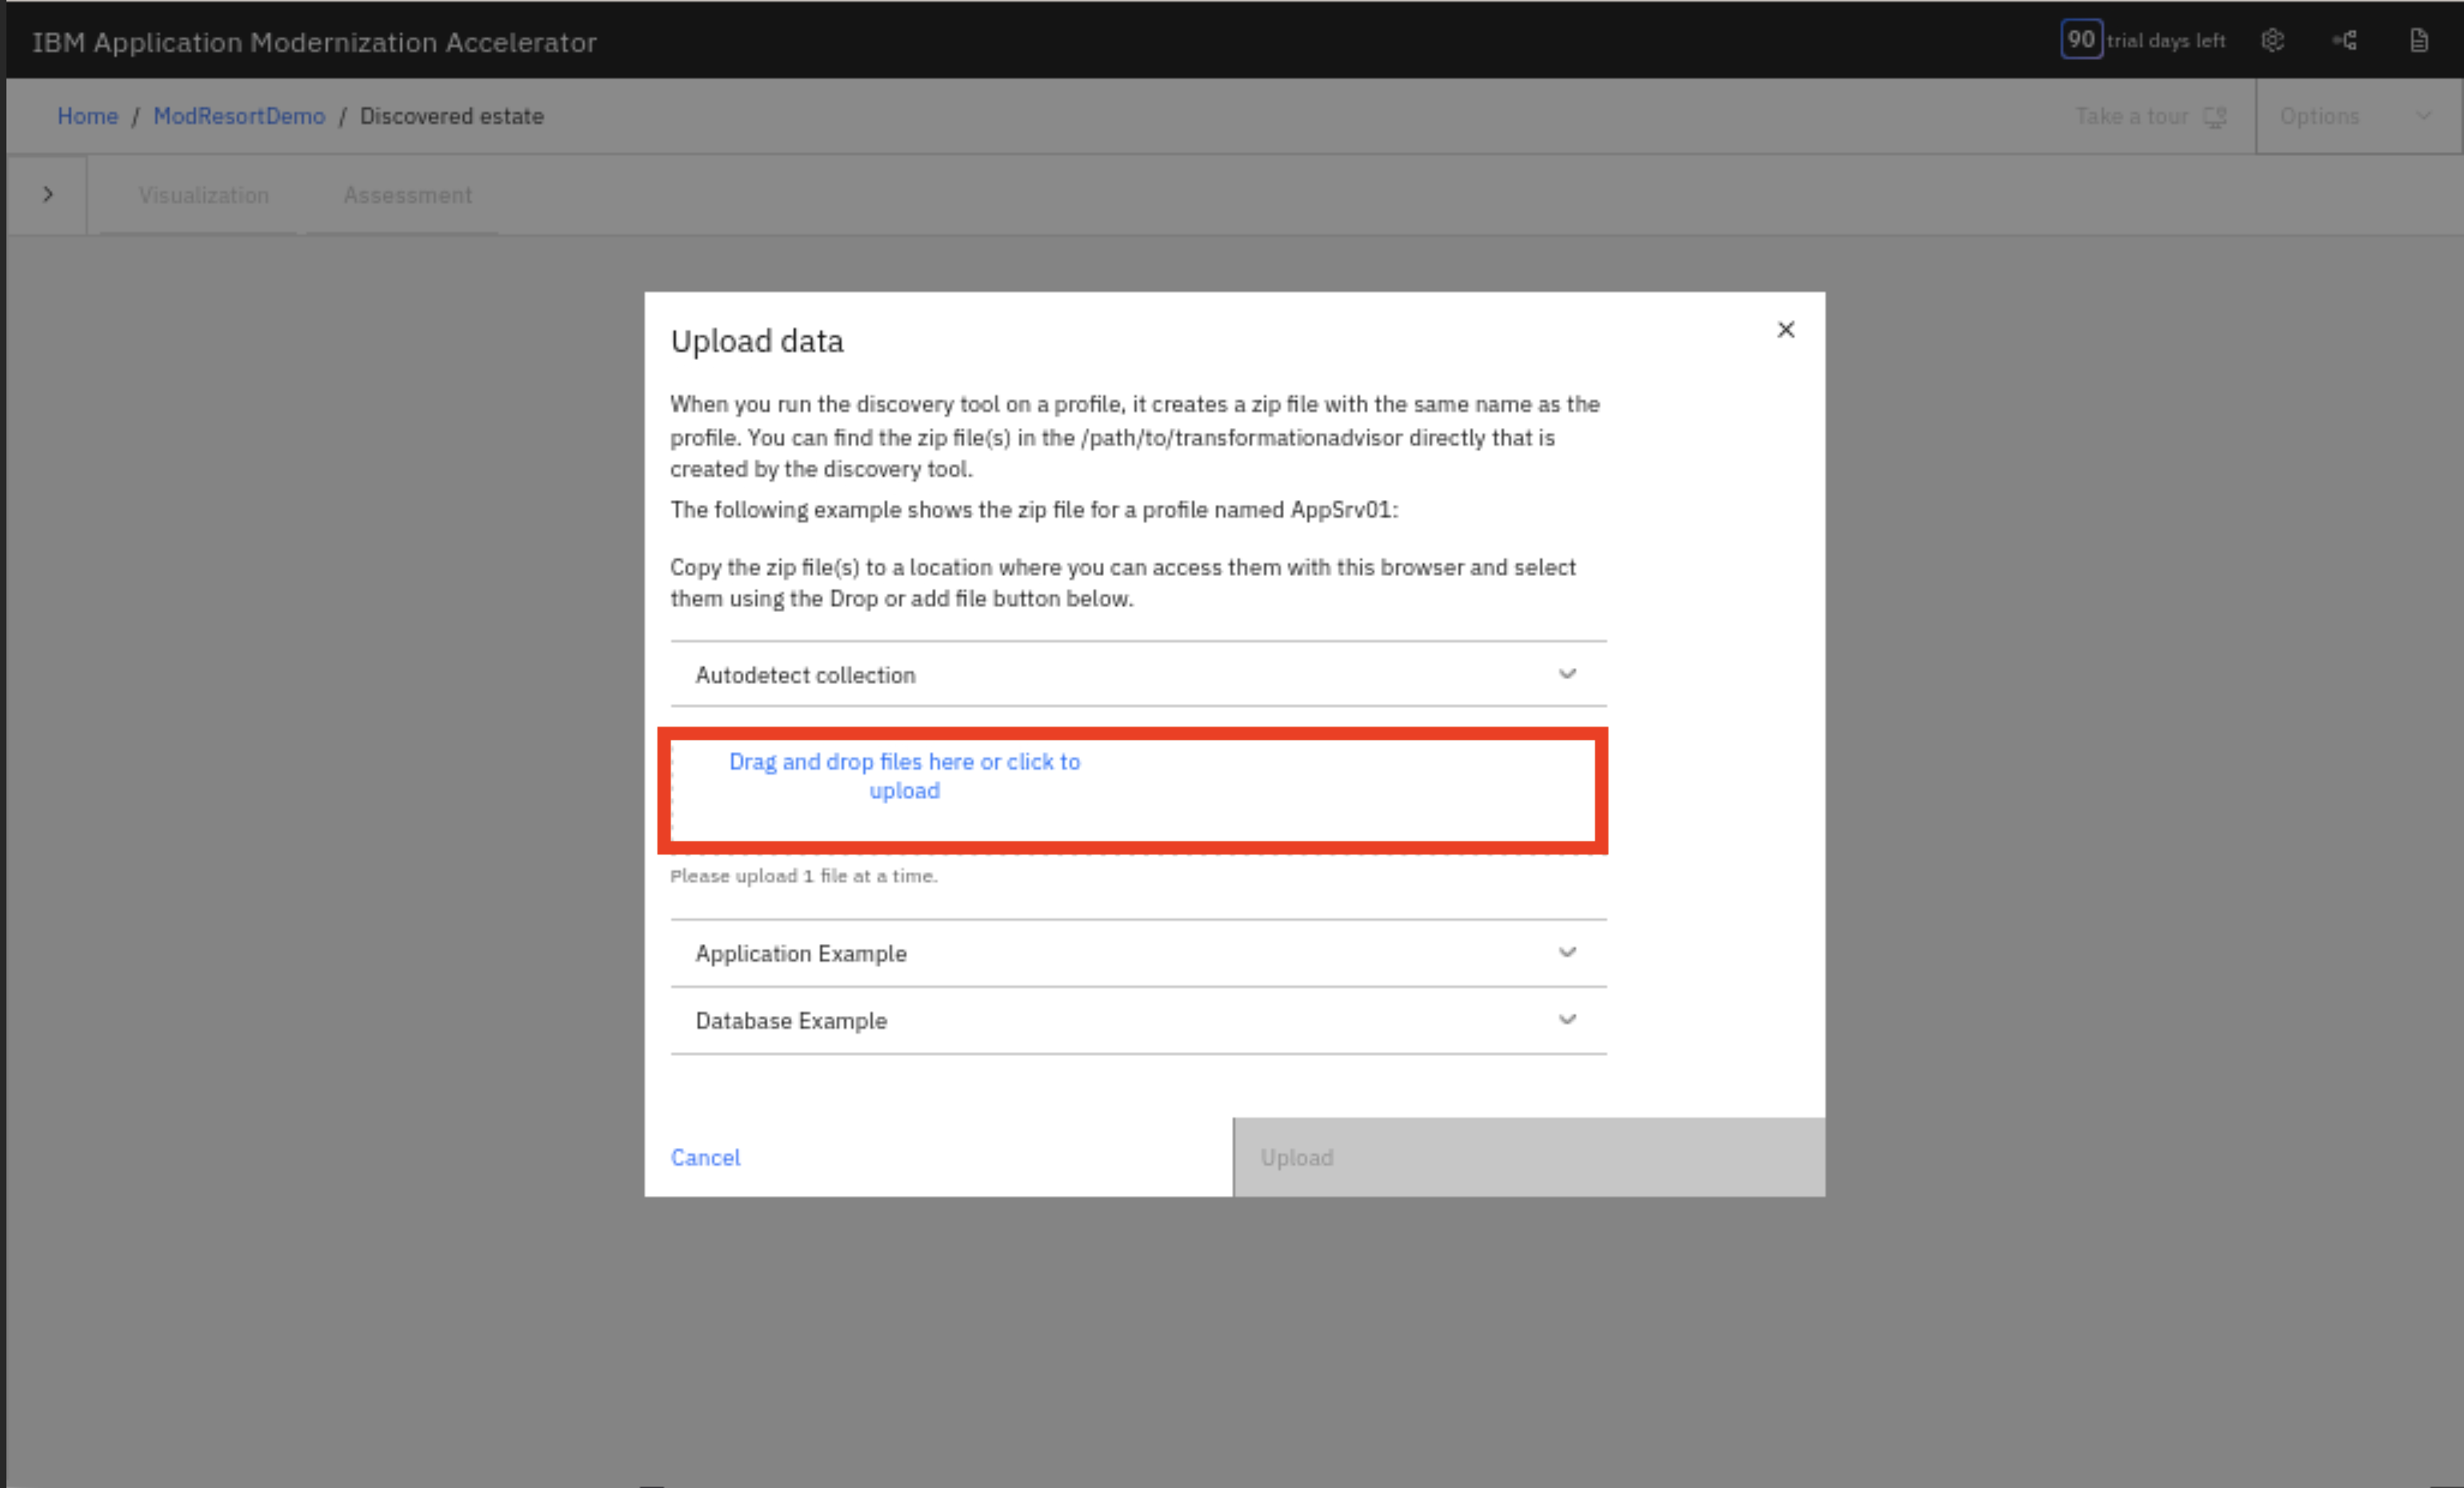 IBM Application Modernization Accelerator
90 trial days left
Home / ModResortDemo / Discovered estate
Take a tour
Options
Visualization
Assessment
Upload data
When you run the discovery tool on a profile, it creates a zip file with the same name as the
profile. You can find the zip file(s) in the /path/to/transformationadvisor directly that is
created by the discovery tool.
The following example shows the zip file for a profile named AppSrv01:
Copy the zip file(s) to a location where you can access them with this browser and select
them using the Drop or add file button below.
Autodetect collection
Drag and drop files here or click to
upload
Please upload 1 file at a time.
Application Example
Database Example
Cancel
Upload